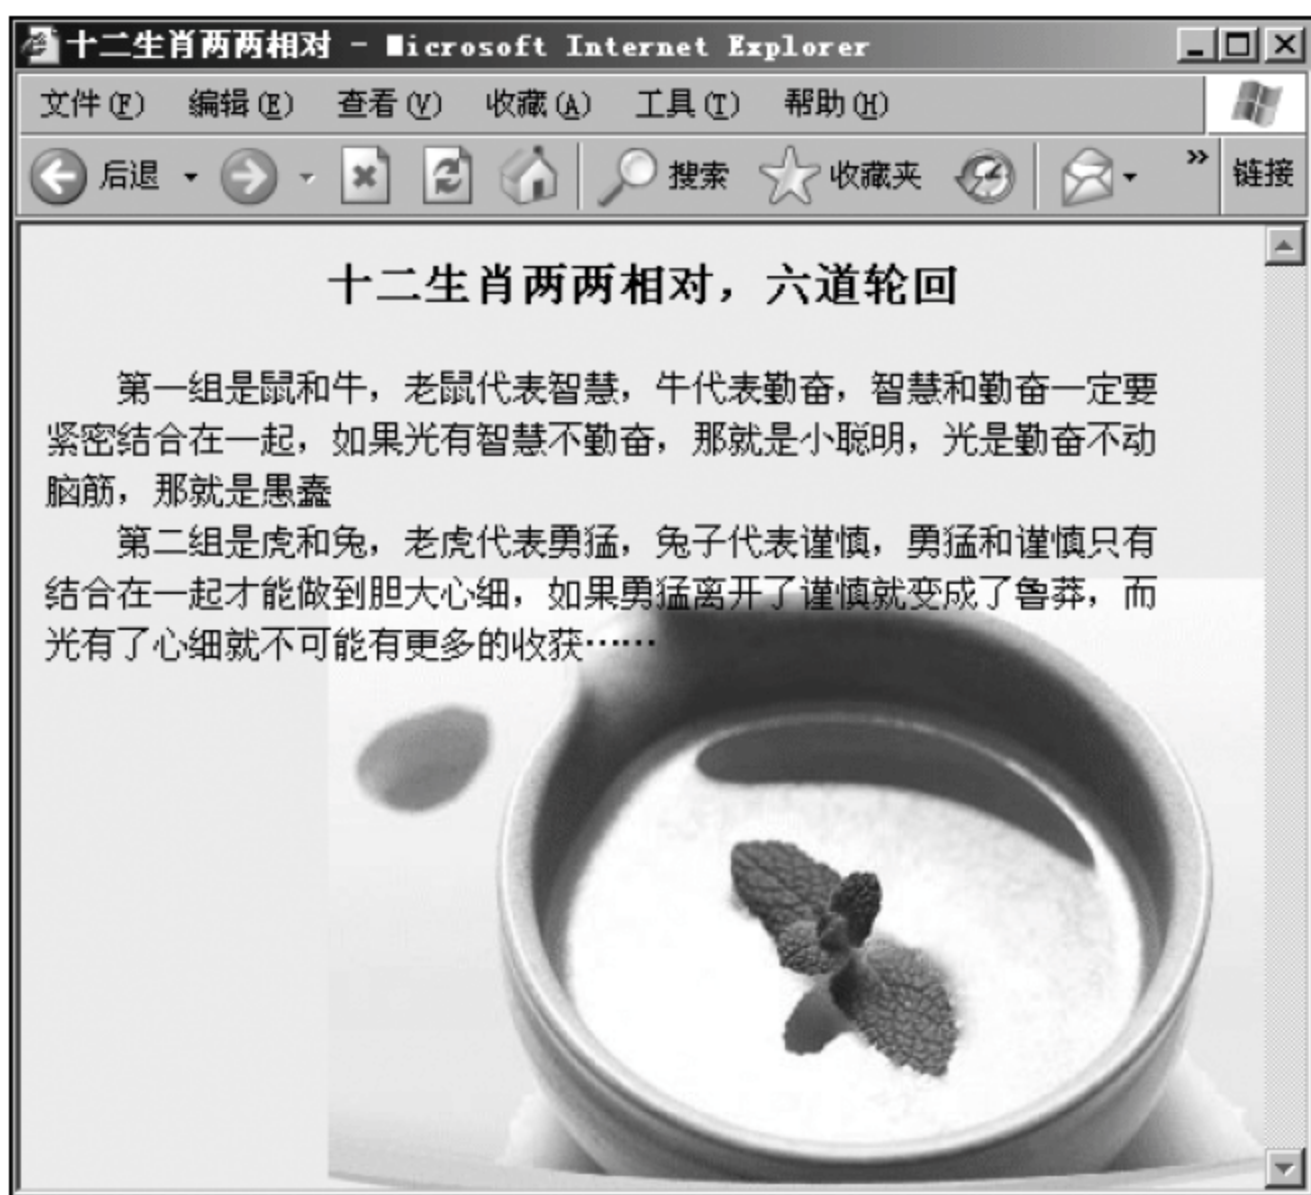 十二生肖两两相对 - Microsoft Internet Explorer
文件(F) 编辑(E) 查看(V) 收藏(A) 工具(T) 帮助(H)
后退 搜索 收藏夹 » 链接
十二生肖两两相对，六道轮回
第一组是鼠和牛，老鼠代表智慧，牛代表勤奋，智慧和勤奋一定要
紧密结合在一起，如果光有智慧不勤奋，那就是小聪明，光是勤奋不动
脑筋，那就是愚蠢
第二组是虎和兔，老虎代表勇猛，兔子代表谨慎，勇猛和谨慎只有
结合在一起才能做到胆大心细，如果勇猛离开了谨慎就变成了鲁莽，而
光有了心细就不可能有更多的收获……